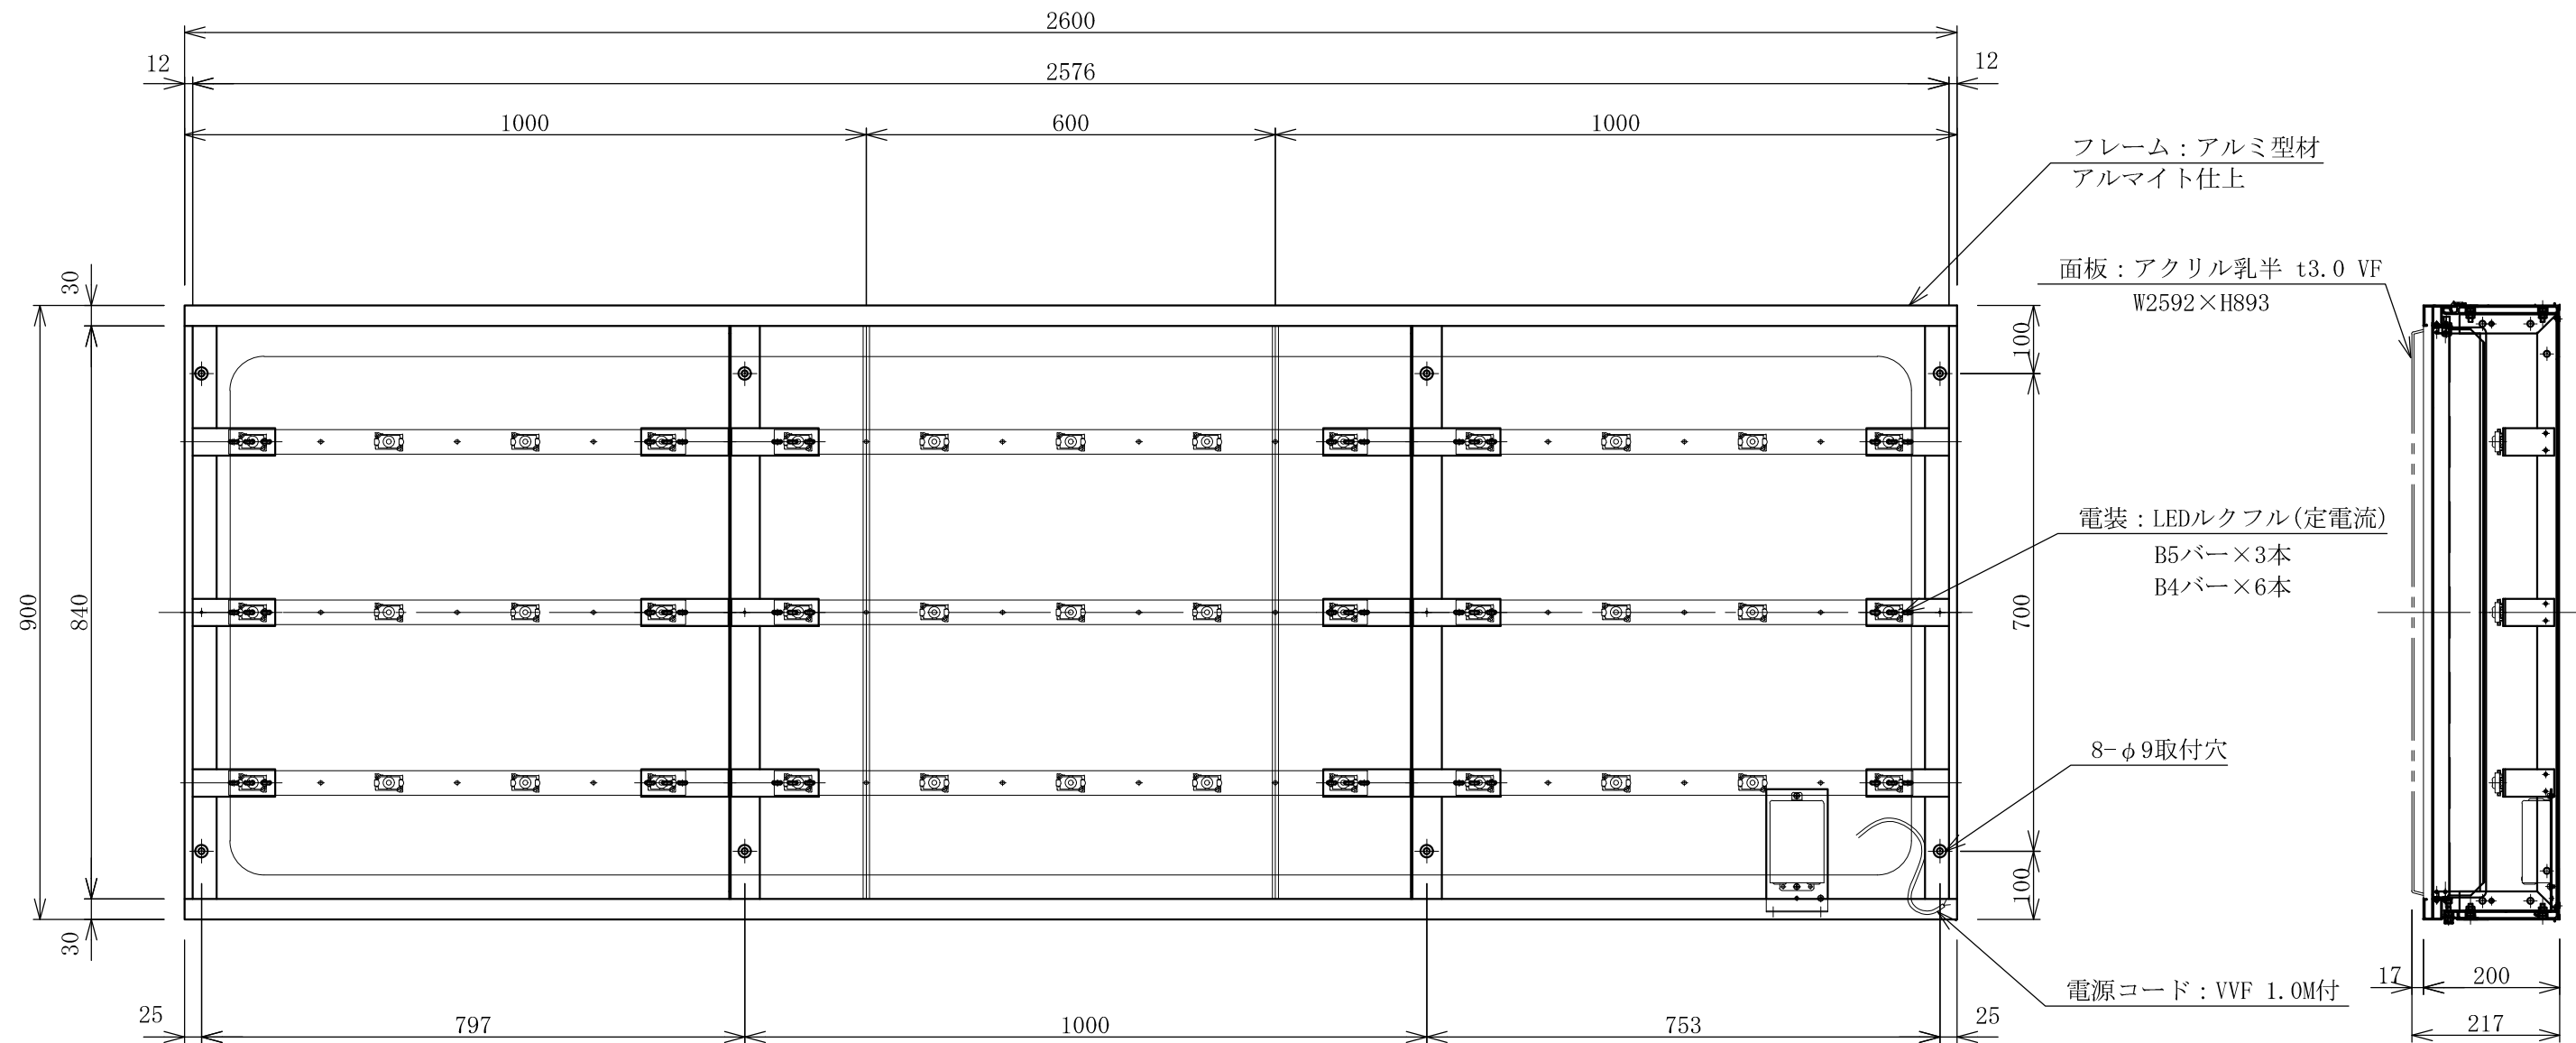 2600
12
2576
12
1000
600
1000
フレーム：アルミ型材
アルマイト仕上
面板：アクリル乳半 t3.0 VF
W2592×H893
30
900
840
30
100
700
100
電装：LEDルクフル(定電流)
B5バー×3本
B4バー×6本
8-φ9取付穴
電源コード：VVF 1.0M付
25
797
1000
753
25
17
200
217